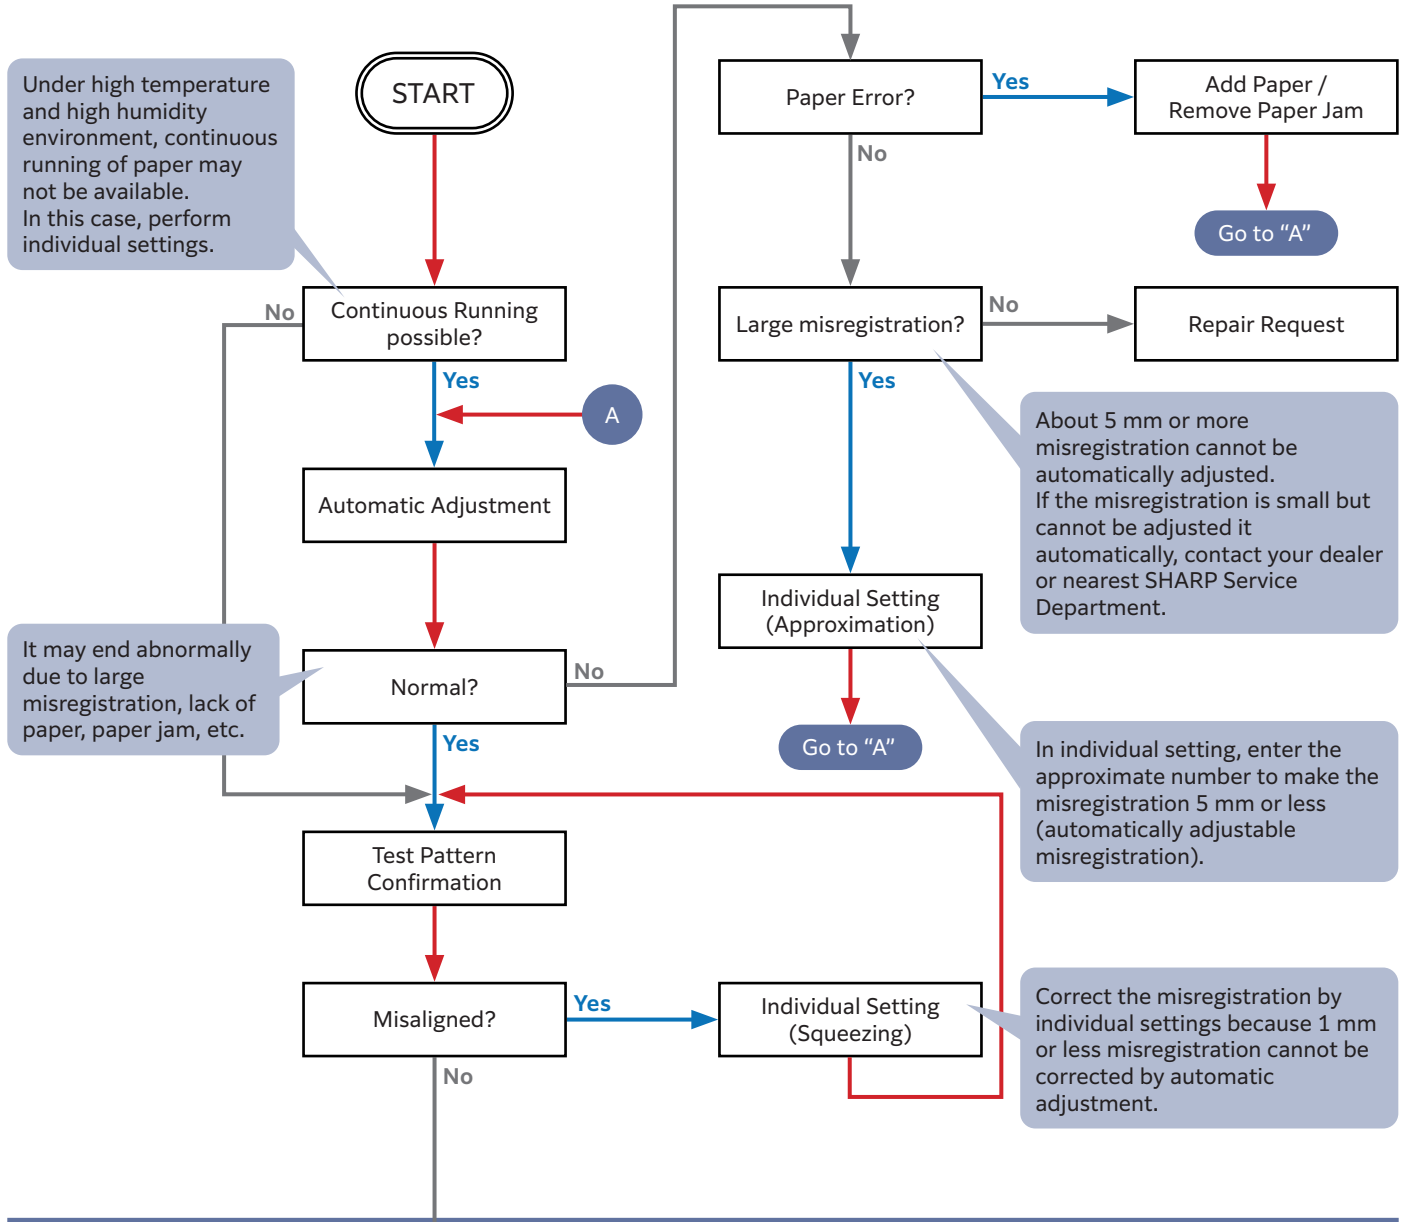 START
Under high temperature
and high humidity
environment, continuous
running of paper may
not be available.
In this case, perform
individual settings.
Continuous Running
possible?
No
Yes
A
Automatic Adjustment
Normal?
No
Yes
It may end abnormally
due to large
misregistration, lack of
paper, paper jam, etc.
Test Pattern
Confirmation
Misaligned?
Yes
No
Individual Setting
(Squeezing)
Correct the misregistration by
individual settings because 1 mm
or less misregistration cannot be
corrected by automatic
adjustment.
Paper Error?
Yes
Add Paper /
Remove Paper Jam
Go to “A”
No
Large misregistration?
No
Repair Request
Yes
About 5 mm or more
misregistration cannot be
automatically adjusted.
If the misregistration is small but
cannot be adjusted it
automatically, contact your dealer
or nearest SHARP Service
Department.
Individual Setting
(Approximation)
Go to “A”
In individual setting, enter the
approximate number to make the
misregistration 5 mm or less
(automatically adjustable
misregistration).